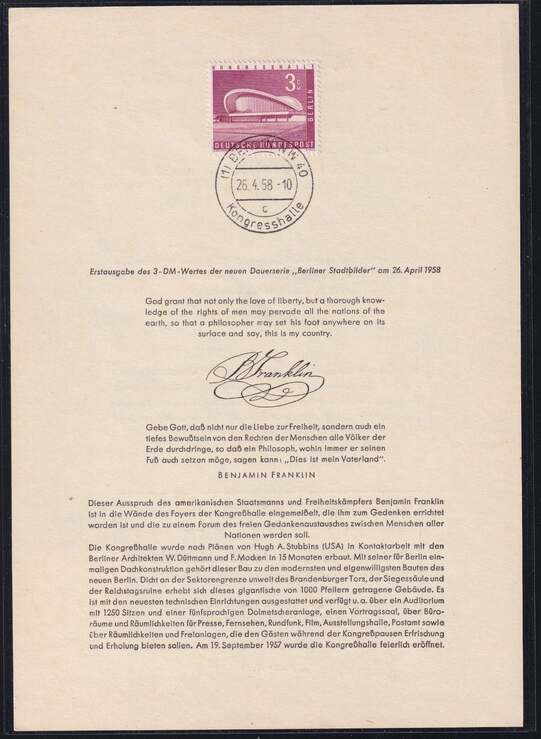 KONGRESSHALLE
3 DM
BERLIN
DEUTSCHE BUNDESPOST
(1) BERLIN NW 40
26.4.58 -10
c
Kongresshalle
Erstausgabe des 3-DM-Wertes der neuen Dauerserie „Berliner Stadtbilder" am 26. April 1958
God grant that not only the love of liberty, but a thorough know-
ledge of the rights of men may pervade all the nations of the
earth, so that a philosopher may set his foot anywhere on its
surface and say, this is my country.
B Franklin
Gebe Gott, daß nicht nur die Liebe zur Freiheit, sondern auch ein
tiefes Bewußtsein von den Rechten der Menschen alle Völker der
Erde durchdringe, so daß ein Philosoph, wohin immer er seinen
Fuß auch setzen möge, sagen kann: „Dies ist mein Vaterland".
BENJAMIN FRANKLIN
Dieser Ausspruch des amerikanischen Staatsmanns und Freiheitskämpfers Benjamin Franklin
ist in die Wände des Foyers der Kongreßhalle eingemeißelt, die ihm zum Gedenken errichtet
worden ist und die zu einem Forum des freien Gedankenaustausches zwischen Menschen aller
Nationen werden soll.
Die Kongreßhalle wurde nach Plänen von Hugh A. Stubbins (USA) in Kontaktarbeit mit den
Berliner Architekten W. Düttmann und F. Mocken in 15 Monaten erbaut. Mit seiner für Berlin ein-
maligen Dachkonstruktion gehört dieser Bau zu den modernsten und eigenwilligsten Bauten des
neuen Berlin. Dicht an der Sektorengrenze unweit des Brandenburger Tors, der Siegessäule und
der Reichstagsruine erhebt sich dieses gigantische von 1000 Pfeilern getragene Gebäude. Es
ist mit den neuesten technischen Einrichtungen ausgestattet und verfügt u. a. über ein Auditorium
mit 1250 Sitzen und einer fünfsprachigen Dolmetscheranlage, einen Vortragssaal, über Büro-
räume und Räumlichkeiten für Presse, Fernsehen, Rundfunk, Film, Ausstellungshalle, Postamt sowie
über Räumlichkeiten und Freianlagen, die den Gästen während der Kongreßpausen Erfrischung
und Erholung bieten sollen. Am 19. September 1957 wurde die Kongreßhalle feierlich eröffnet.